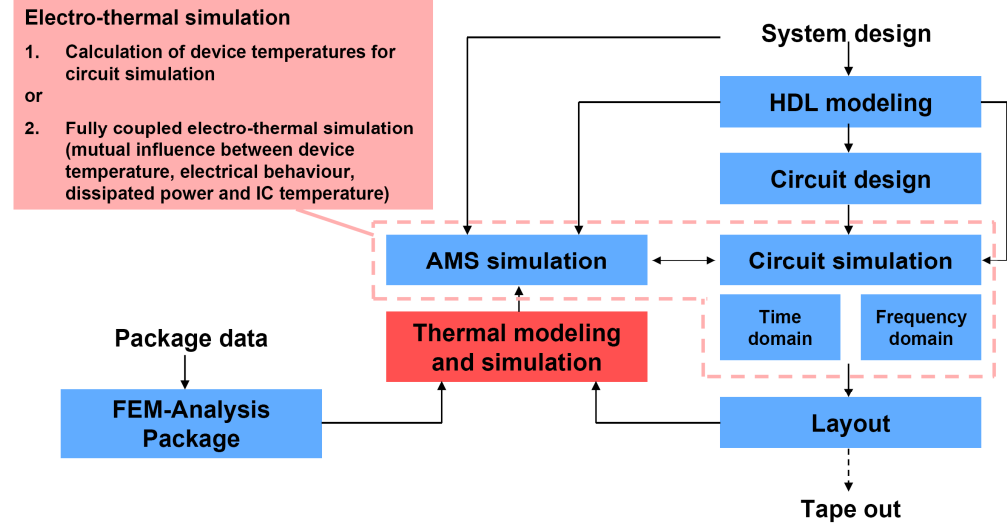 Electro-thermal simulation
1. Calculation of device temperatures for
circuit simulation
or
2. Fully coupled electro-thermal simulation
(mutual influence between device
temperature, electrical behaviour,
dissipated power and IC temperature)
System design
HDL modeling
Circuit design
AMS simulation
Circuit simulation
Time
domain
Frequency
domain
Thermal modeling
and simulation
Package data
FEM-Analysis
Package
Layout
Tape out